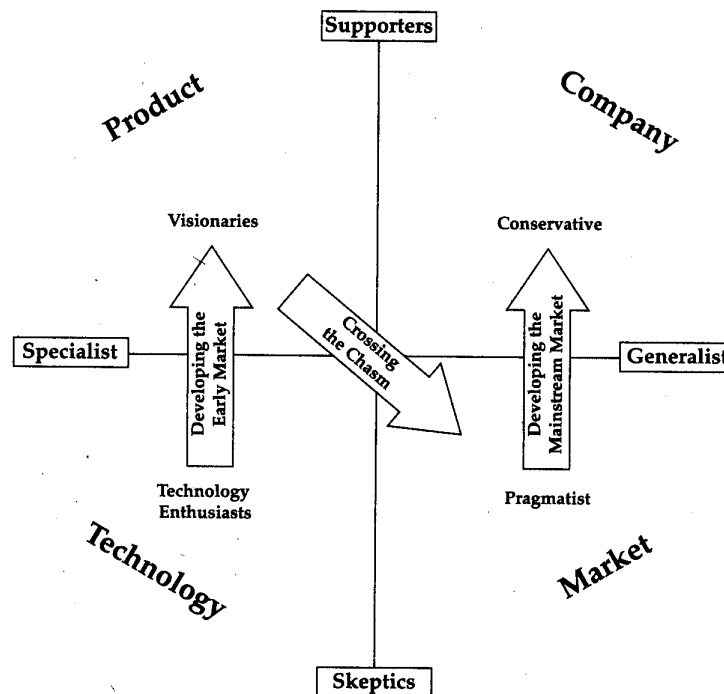 Supporters
Product
Company
Visionaries
Conservative
Specialist
Developing the
Early Market
Crossing
the Chasm
Developing the
Mainstream Market
Generalist
Technology
Enthusiasts
Pragmatist
Technology
Market
Skeptics